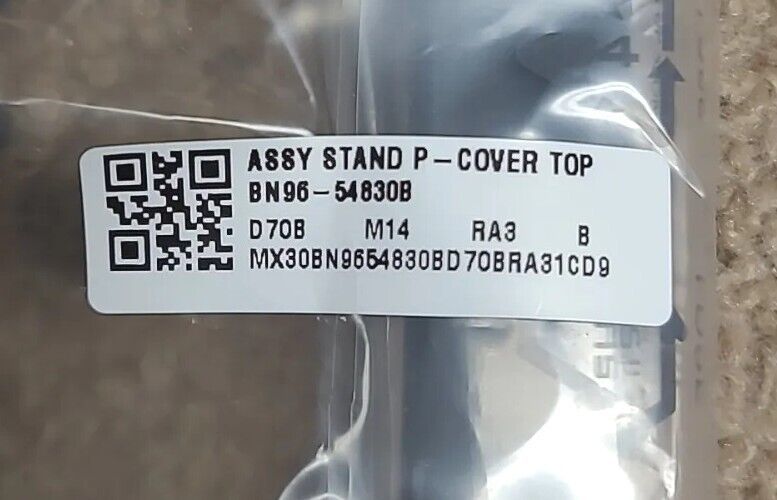 ASSY STAND P-COVER TOP
BN96-54830B
D70B M14 RA3 B
MX30BN9654830BD70BRA31CD9